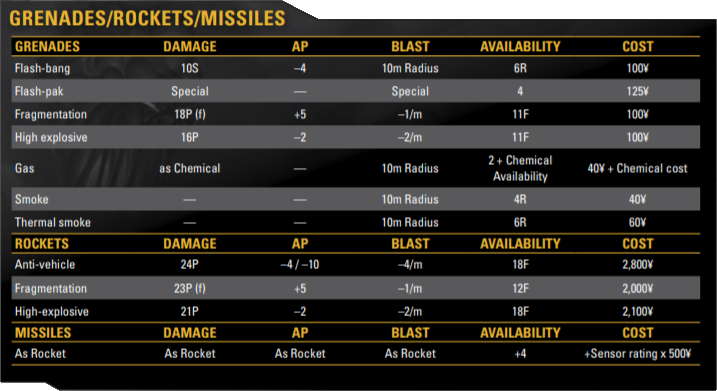 GRENADES/ROCKETS/MISSILES
GRENADES DAMAGE AP BLAST AVAILABILITY COST
Flash-bang 10S –4 10m Radius 6R 100¥
Flash-pak Special — Special 4 125¥
Fragmentation 18P (f) +5 –1/m 11F 100¥
High explosive 16P –2 –2/m 11F 100¥
Gas as Chemical — 10m Radius 2 + Chemical Availability 40¥ + Chemical cost
Smoke — — 10m Radius 4R 40¥
Thermal smoke — — 10m Radius 6R 60¥
ROCKETS DAMAGE AP BLAST AVAILABILITY COST
Anti-vehicle 24P –4 / –10 –4/m 18F 2,800¥
Fragmentation 23P (f) +5 –1/m 12F 2,000¥
High-explosive 21P –2 –2/m 18F 2,100¥
MISSILES DAMAGE AP BLAST AVAILABILITY COST
As Rocket As Rocket As Rocket As Rocket +4 +Sensor rating x 500¥